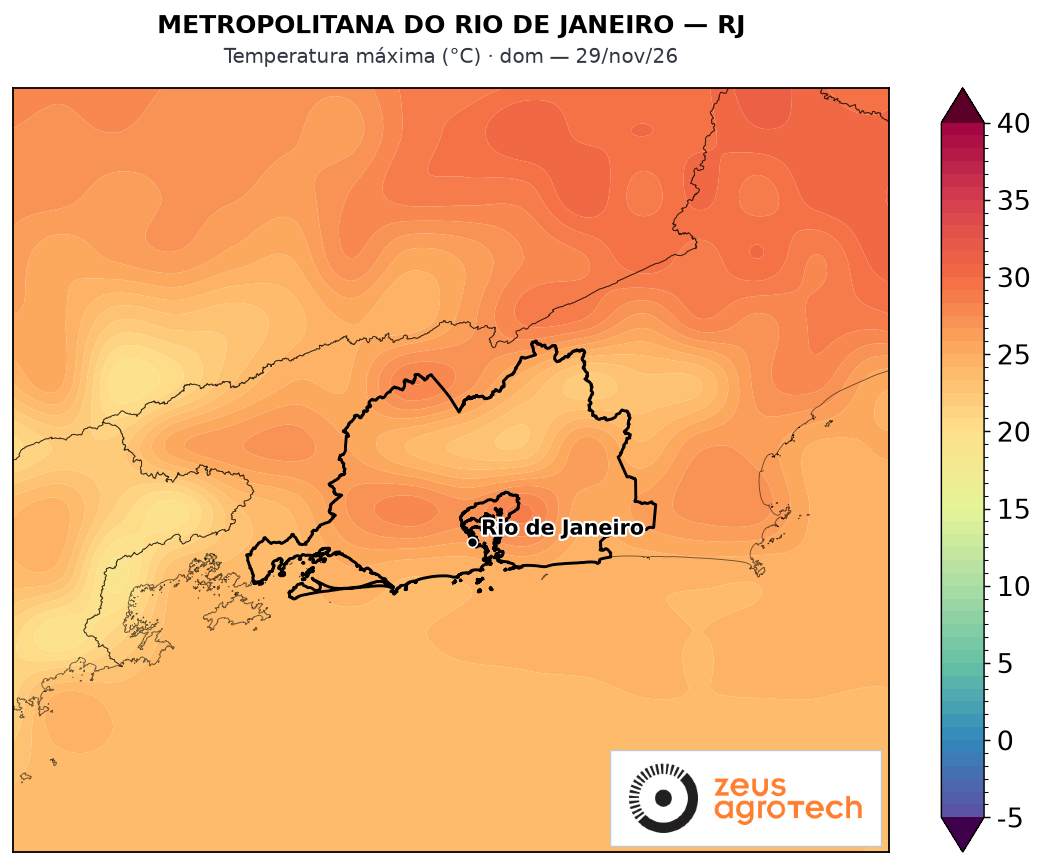 METROPOLITANA DO RIO DE JANEIRO — RJ
Temperatura máxima (°C) · dom — 29/nov/26
40
35
30
25
20
15
10
5
0
-5
Rio de Janeiro
zeus
agrotech